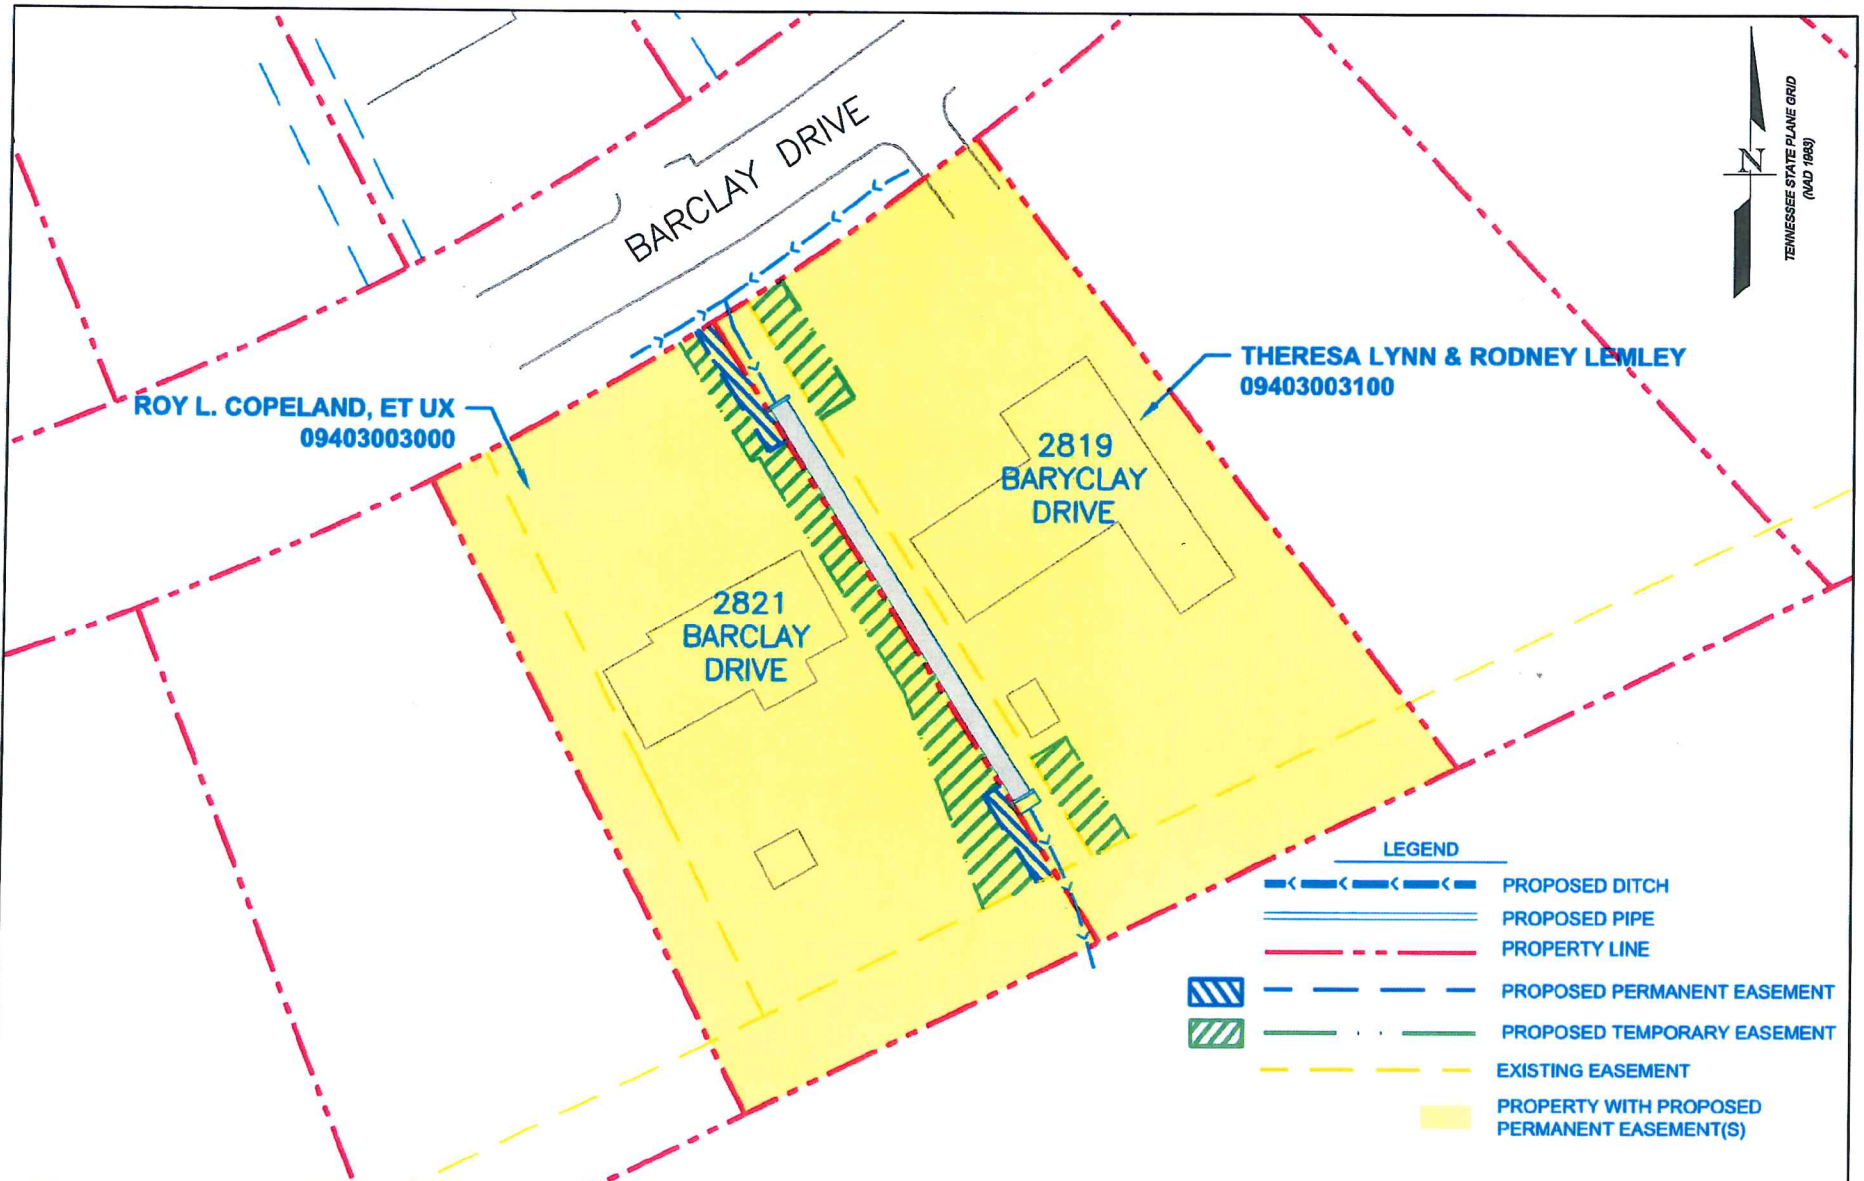 BARCLAY DRIVE
N
TENNESSEE STATE PLANE GRID
(NAD 1983)
THERESA LYNN & RODNEY LEMLEY
09403003100
ROY L. COPELAND, ET UX
09403003000
2819
BARYCLAY
DRIVE
2821
BARCLAY
DRIVE
LEGEND
PROPOSED DITCH
PROPOSED PIPE
PROPERTY LINE
PROPOSED PERMANENT EASEMENT
PROPOSED TEMPORARY EASEMENT
EXISTING EASEMENT
PROPERTY WITH PROPOSED
PERMANENT EASEMENT(S)